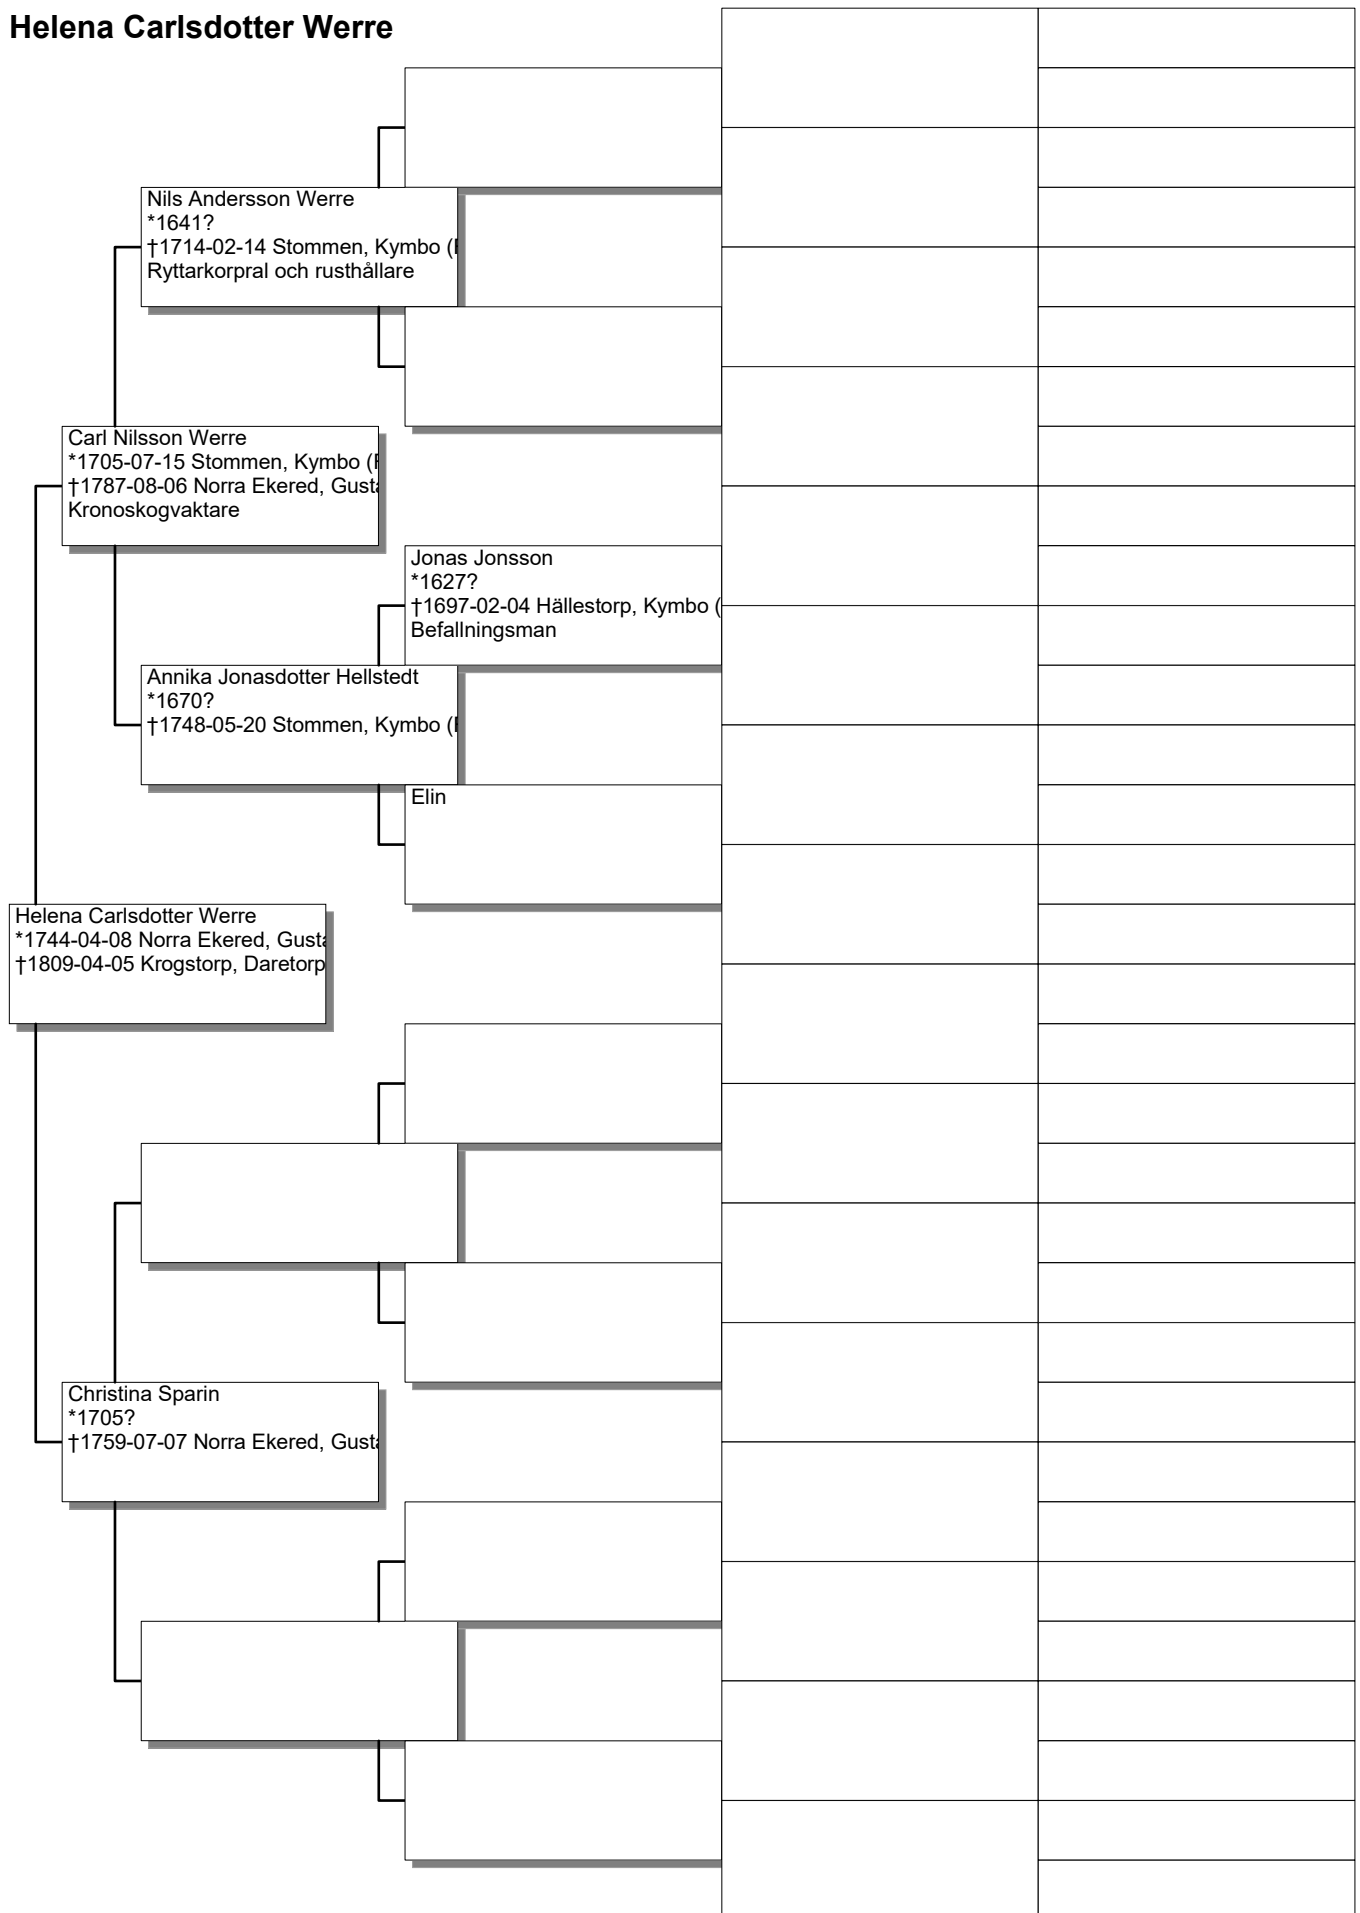 Helena Carlsdotter Werre
Nils Andersson Werre
*1641?
†1714-02-14 Stommen, Kymbo (
Ryttarkorpral och rusthållare
Carl Nilsson Werre
*1705-07-15 Stommen, Kymbo (
†1787-08-06 Norra Ekered, Gusta
Kronoskogvaktare
Jonas Jonsson
*1627?
†1697-02-04 Hällestorp, Kymbo (
Befallningsman
Annika Jonasdotter Hellstedt
*1670?
†1748-05-20 Stommen, Kymbo (
Elin
Helena Carlsdotter Werre
*1744-04-08 Norra Ekered, Gusta
†1809-04-05 Krogstorp, Daretorp
Christina Sparin
*1705?
†1759-07-07 Norra Ekered, Gusta